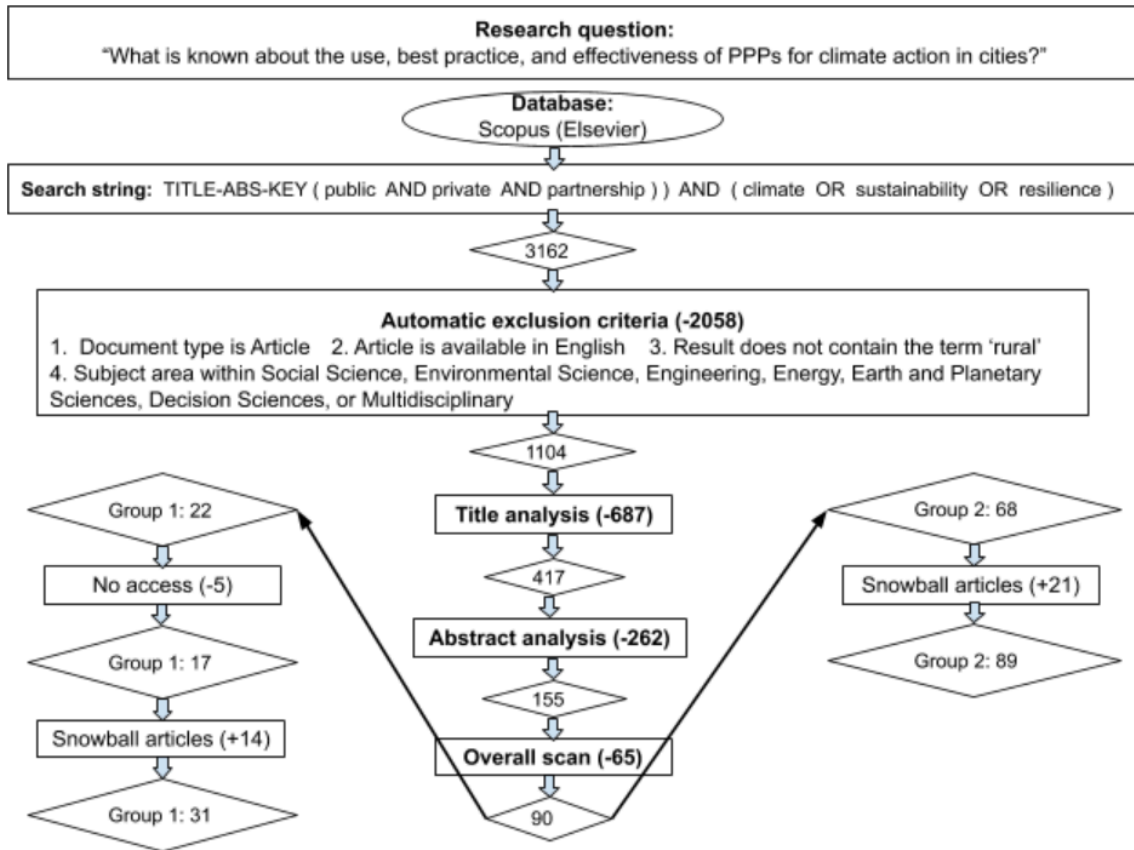 Research question:
“What is known about the use, best practice, and effectiveness of PPPs for climate action in cities?”
Database:
Scopus (Elsevier)
Search string: TITLE-ABS-KEY ( public AND private AND partnership ) ) AND ( climate OR sustainability OR resilience )
3162
Automatic exclusion criteria (-2058)
1. Document type is Article 2. Article is available in English 3. Result does not contain the term ‘rural’
4. Subject area within Social Science, Environmental Science, Engineering, Energy, Earth and Planetary
Sciences, Decision Sciences, or Multidisciplinary
1104
Title analysis (-687)
417
Abstract analysis (-262)
155
Overall scan (-65)
90
Group 1: 22
No access (-5)
Group 1: 17
Snowball articles (+14)
Group 1: 31
Group 2: 68
Snowball articles (+21)
Group 2: 89